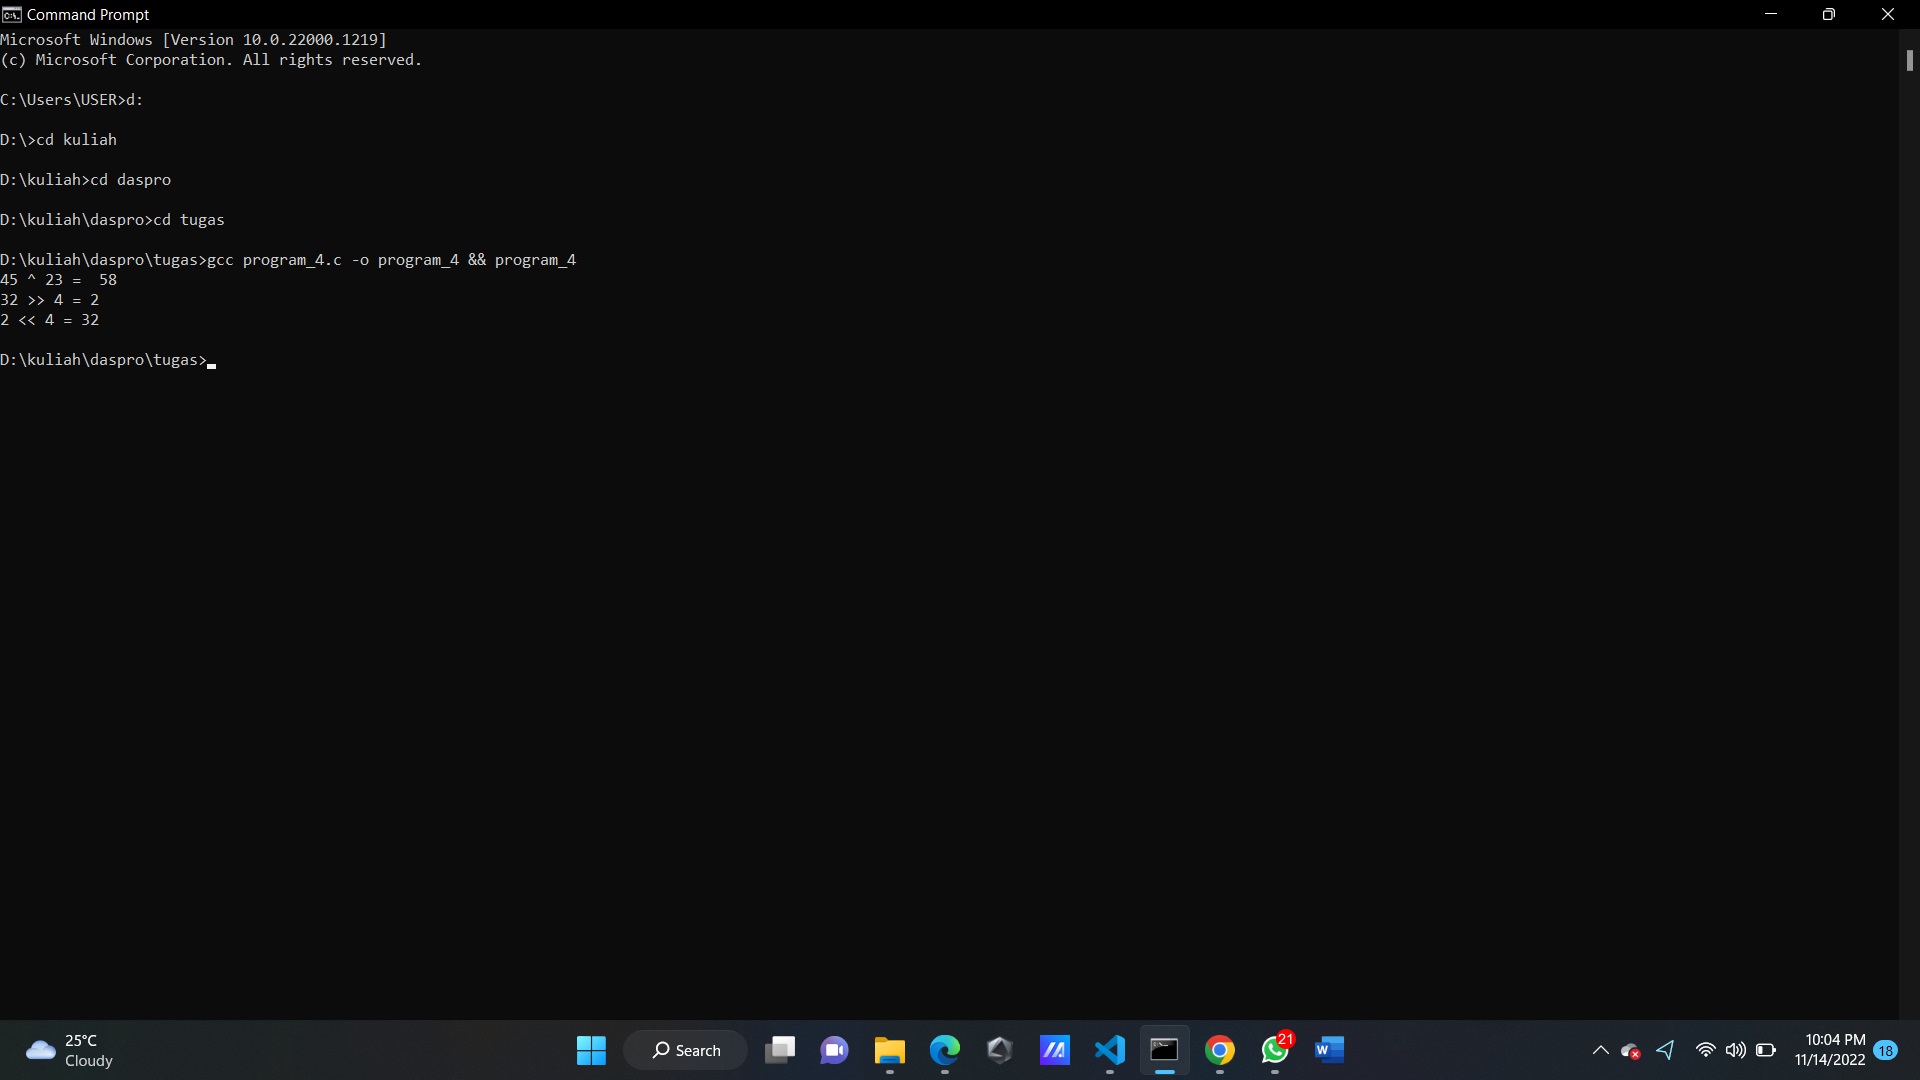 Command Prompt
Microsoft Windows [Version 10.0.22000.1219]
(c) Microsoft Corporation. All rights reserved.
C:\Users\USER>d:
D:\>cd kuliah
D:\kuliah>cd daspro
D:\kuliah\daspro>cd tugas
D:\kuliah\daspro\tugas>gcc program_4.c -o program_4 && program_4
45 ^ 23 =  58
32 >> 4 = 2
2 << 4 = 32
D:\kuliah\daspro\tugas>
25°C
Cloudy
Search
21
10:04 PM
11/14/2022
18